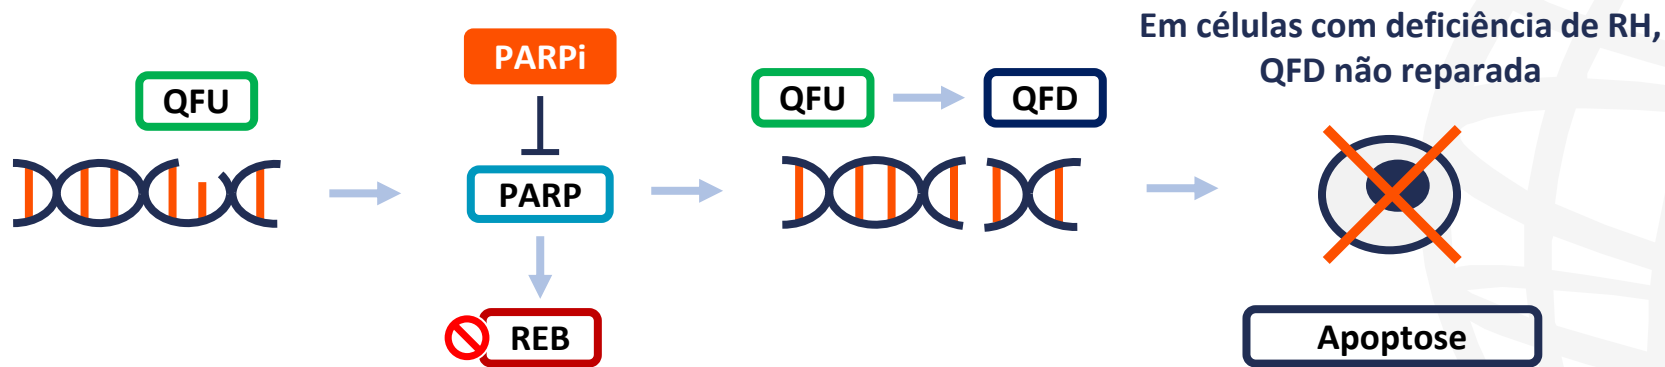 Em células com deficiência de RH,
QFD não reparada
PARPi
QFU
QFU
QFD
PARP
REB
Apoptose